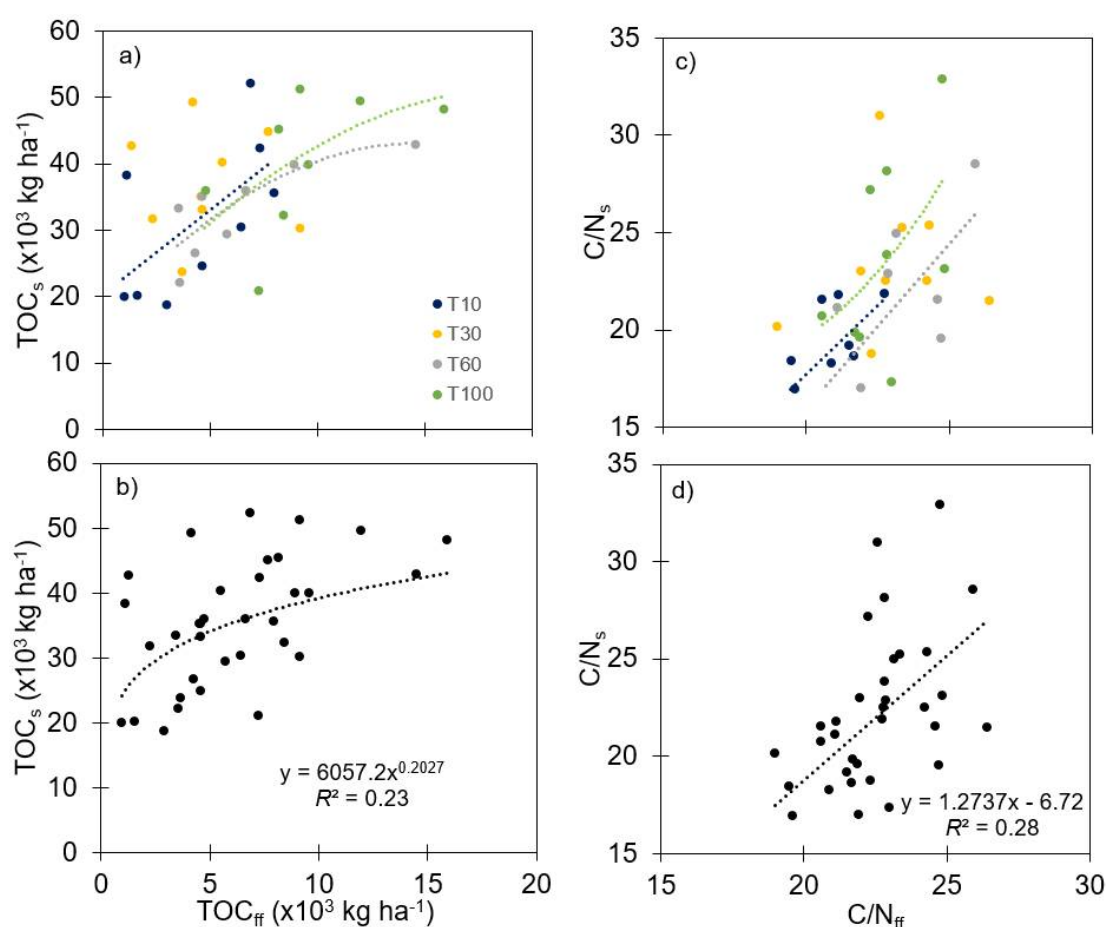 a)
60
50
40
30
20
10
0
TOCs (x10³ kg ha⁻¹)
T10
T30
T60
T100
c)
35
30
25
20
15
C/Ns
b)
60
50
40
30
20
10
0
TOCs (x10³ kg ha⁻¹)
y = 6057.2x^0.2027
R² = 0.23
0 5 10 15 20
TOCff (x10³ kg ha⁻¹)
d)
35
30
25
20
15
C/Ns
y = 1.2737x - 6.72
R² = 0.28
15 20 25 30
C/Nff